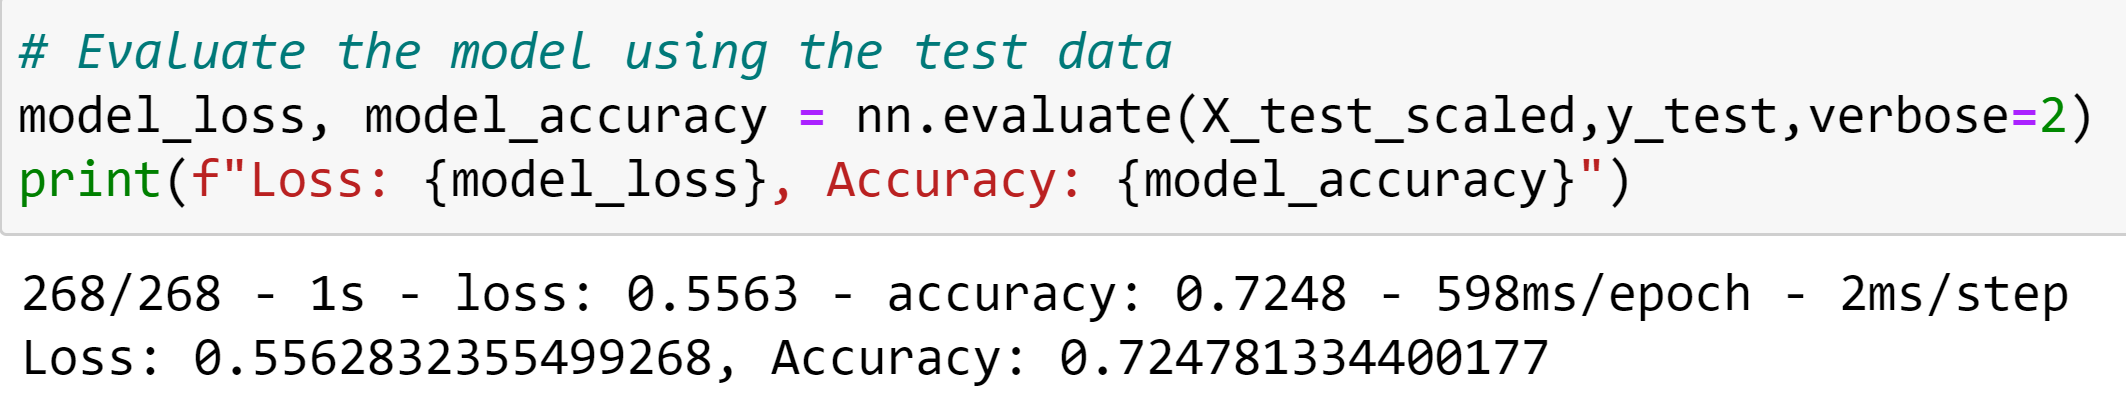 # Evaluate the model using the test data
model_loss, model_accuracy = nn.evaluate(X_test_scaled,y_test,verbose=2)
print(f"Loss: {model_loss}, Accuracy: {model_accuracy}")
268/268 - 1s - loss: 0.5563 - accuracy: 0.7248 - 598ms/epoch - 2ms/step
Loss: 0.5562832355499268, Accuracy: 0.724781334400177